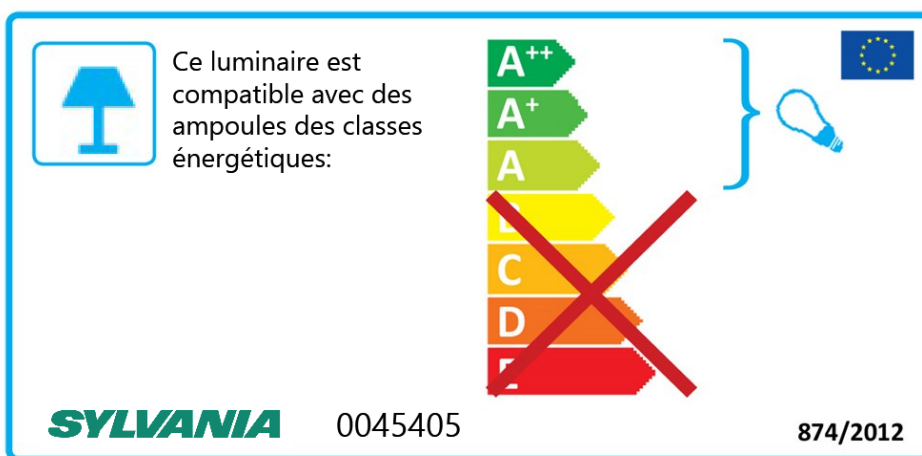 Ce luminaire est
compatible avec des
ampoules des classes
énergétiques:
A++
A+
A
B
C
D
E
SYLVANIA 0045405
874/2012